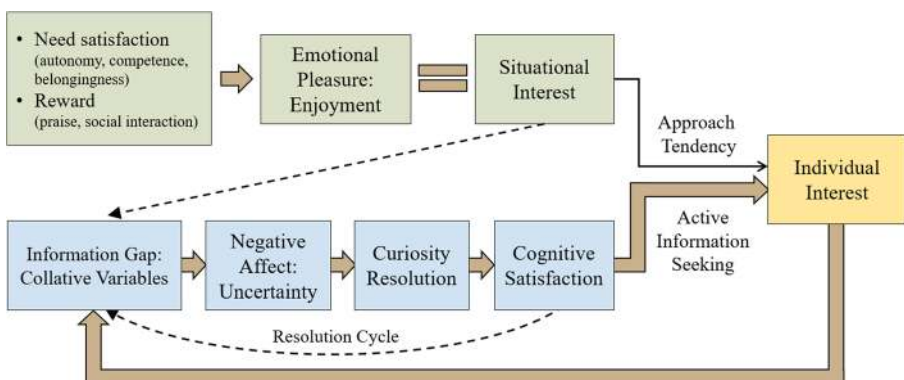 • Need satisfaction
(autonomy, competence,
belongingness)
• Reward
(praise, social interaction)
Emotional
Pleasure:
Enjoyment
Situational
Interest
Approach
Tendency
Individual
Interest
Information Gap:
Collative Variables
Negative
Affect:
Uncertainty
Curiosity
Resolution
Cognitive
Satisfaction
Active
Information
Seeking
Resolution Cycle